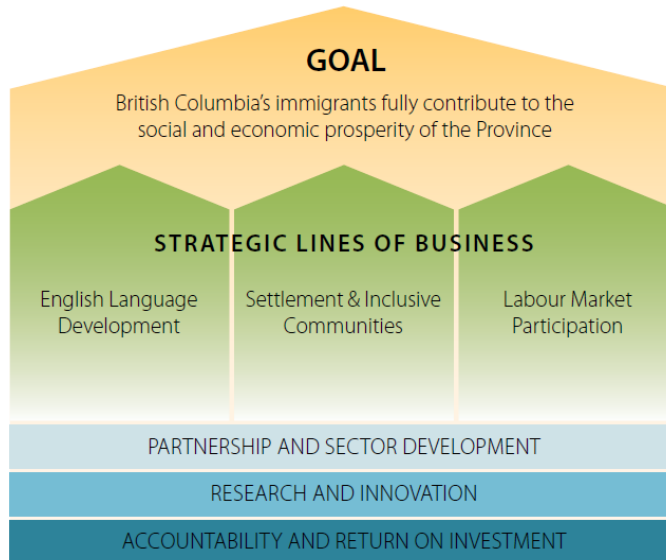 GOAL
British Columbia's immigrants fully contribute to the
social and economic prosperity of the Province
STRATEGIC LINES OF BUSINESS
English Language
Development
Settlement & Inclusive
Communities
Labour Market
Participation
PARTNERSHIP AND SECTOR DEVELOPMENT
RESEARCH AND INNOVATION
ACCOUNTABILITY AND RETURN ON INVESTMENT